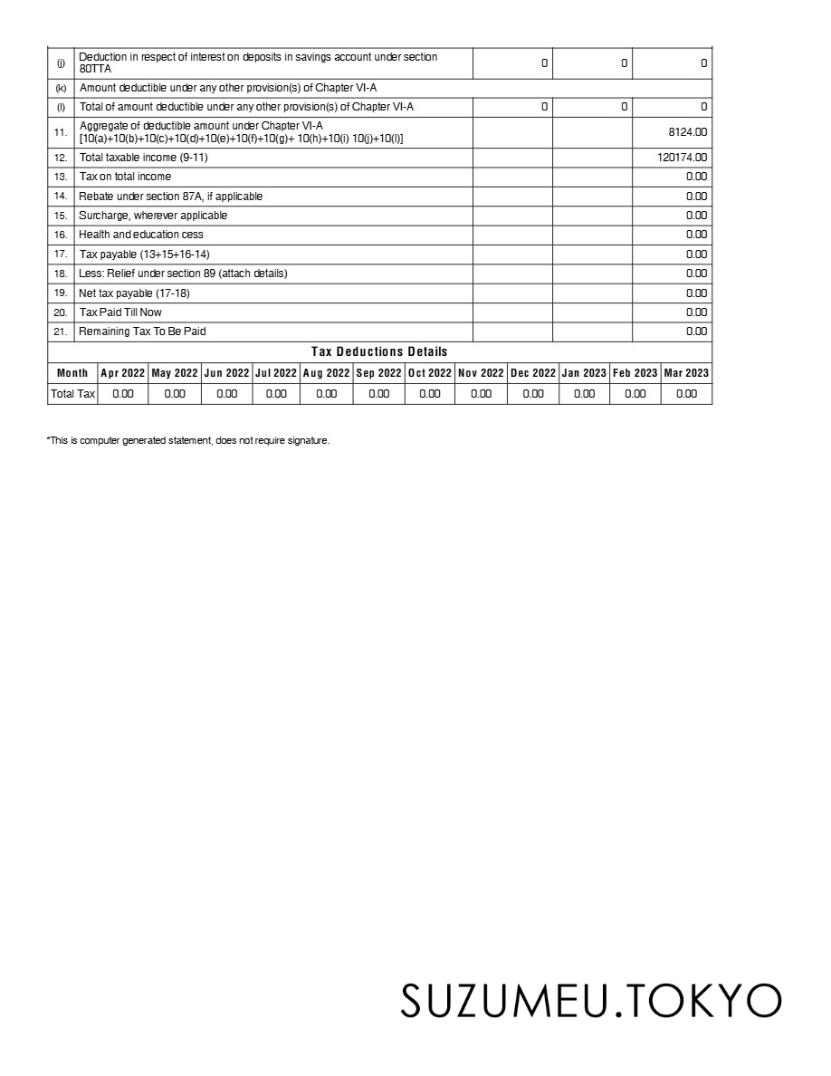 (j) Deduction in respect of interest on deposits in savings account under section
80TTA 0 0 0
(k) Amount deductible under any other provision(s) of Chapter VI-A
(l) Total of amount deductible under any other provision(s) of Chapter VI-A 0 0 0
11. Aggregate of deductible amount under Chapter VI-A
[10(a)+10(b)+10(c)+10(d)+10(e)+10(f)+10(g)+ 10(h)+10(i) 10(j)+10(l)] 8124.00
12. Total taxable income (9-11) 120174.00
13. Tax on total income 0.00
14. Rebate under section 87A, if applicable 0.00
15. Surcharge, wherever applicable 0.00
16. Health and education cess 0.00
17. Tax payable (13+15+16-14) 0.00
18. Less: Relief under section 89 (attach details) 0.00
19. Net tax payable (17-18) 0.00
20. Tax Paid Till Now 0.00
21. Remaining Tax To Be Paid 0.00
Tax Deductions Details
Month Apr 2022 May 2022 Jun 2022 Jul 2022 Aug 2022 Sep 2022 Oct 2022 Nov 2022 Dec 2022 Jan 2023 Feb 2023 Mar 2023
Total Tax 0.00 0.00 0.00 0.00 0.00 0.00 0.00 0.00 0.00 0.00 0.00 0.00
*This is computer generated statement, does not require signature.
SUZUMEU.TOKYO